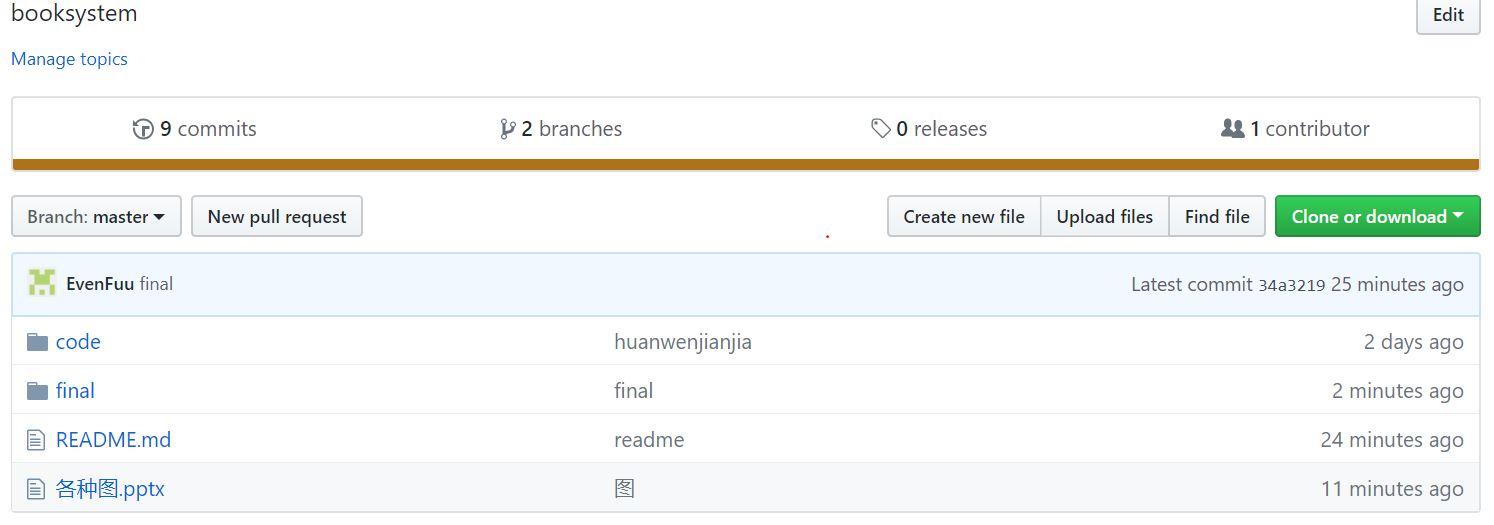 booksystem
Edit
Manage topics
9 commits
2 branches
0 releases
1 contributor
Branch: master
New pull request
Create new file
Upload files
Find file
Clone or download
EvenFuu final
Latest commit 34a3219 25 minutes ago
code huanwenjianjia 2 days ago
final final 2 minutes ago
README.md readme 24 minutes ago
各种图.pptx 图 11 minutes ago